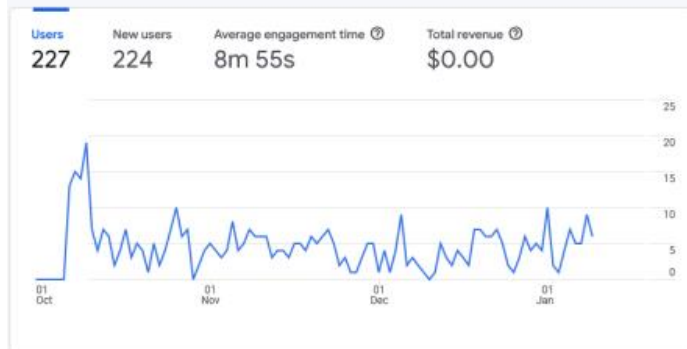 Users New users Average engagement time Total revenue
227 224 8m 55s $0.00
25
20
15
10
5
0
01 01 01 01
Oct Nov Dec Jan